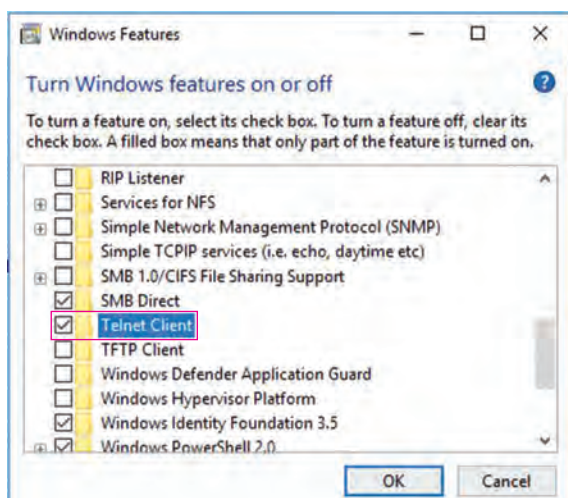 Windows Features
Turn Windows features on or off
?
To turn a feature on, select its check box. To turn a feature off, clear its
check box. A filled box means that only part of the feature is turned on.
RIP Listener
Services for NFS
Simple Network Management Protocol (SNMP)
Simple TCPIP services (i.e. echo, daytime etc)
SMB 1.0/CIFS File Sharing Support
SMB Direct
Telnet Client
TFTP Client
Windows Defender Application Guard
Windows Hypervisor Platform
Windows Identity Foundation 3.5
Windows PowerShell 2.0
OK Cancel